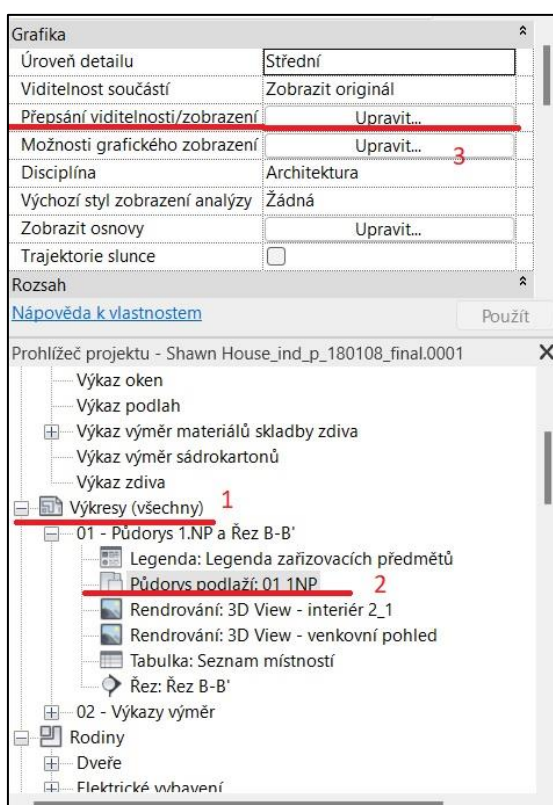 Grafika
Úroveň detailu Střední
Viditelnost součástí Zobrazit originál
Přepsání viditelnosti/zobrazení Upravit...
Možnosti grafického zobrazení Upravit...
3
Disciplína Architektura
Výchozí styl zobrazení analýzy Žádná
Zobrazit osnovy Upravit...
Trajektorie slunce
Rozsah
Nápověda k vlastnostem Použít
Prohlížeč projektu - Shawn House_ind_p_180108_final.0001 X
Výkaz oken
Výkaz podlah
Výkaz výměr materiálů skladby zdiva
Výkaz výměr sádrokartonů
Výkaz zdiva
Výkresy (všechny) 1
01 - Půdorys 1.NP a Řez B-B'
Legenda: Legenda zařizovacích předmětů
Půdorys podlaží: 01 1NP 2
Rendrování: 3D View - interiér 2_1
Rendrování: 3D View - venkovní pohled
Tabulka: Seznam místností
Řez: Řez B-B'
02 - Výkazy výměr
Rodiny
Dveře
Elektrické vybavení